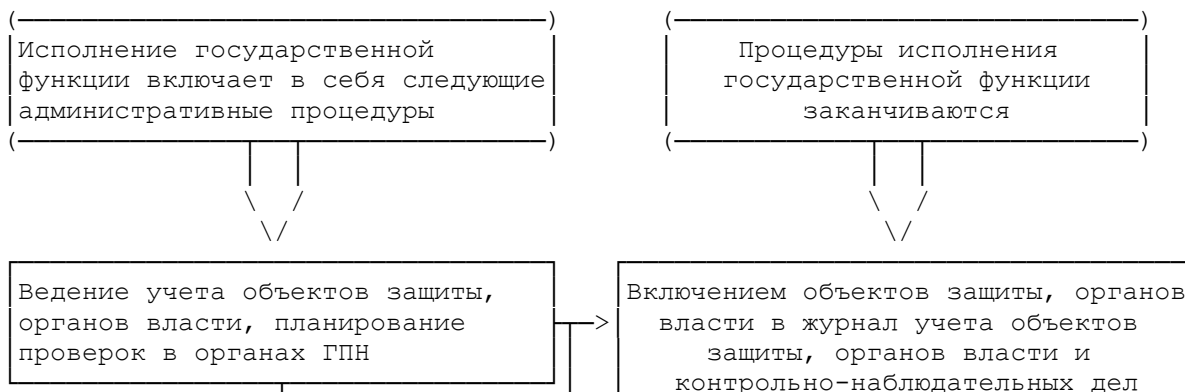 Исполнение государственной
функции включает в себя следующие
административные процедуры
Процедуры исполнения
государственной функции
заканчиваются
Ведение учета объектов защиты,
органов власти, планирование
проверок в органах ГПН
Включением объектов защиты, органов
власти в журнал учета объектов
защиты, органов власти и
контрольно-наблюдательных дел